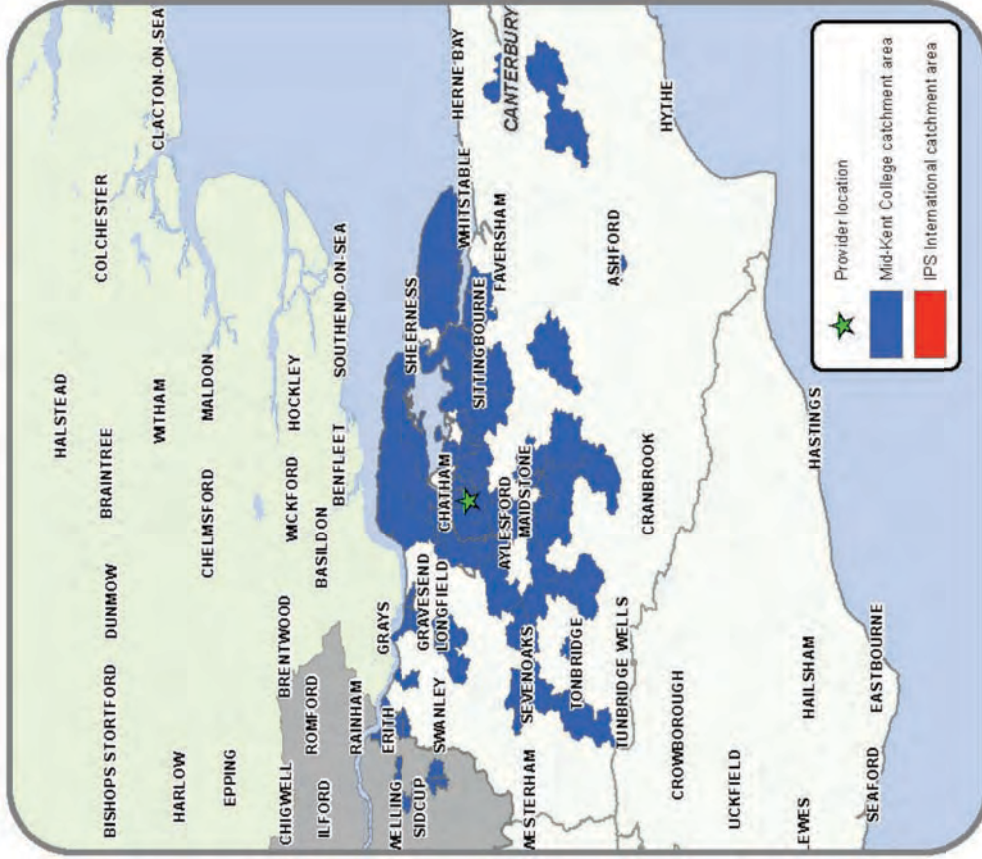 HALSTEAD
COLCHESTER
BRAINTREE
BISHOPS STORTFORD
DUNMOW
CLACTON-ON-SEA
WITHAM
HARLOW
MALDON
CHELMSFORD
EPPING
HOCKLEY
WICKFORD
BRENTWOOD
CHIGWELL
BASILDON
ROMFORD
ILFORD
SOUTHEND-ON-SEA
BENFLEET
RAINHAM
GRAYS
ERITH
WELLING
SHEERNESS
SIDCUP
GRAVESEND
LONGFIELD
SWANLEY
CHATHAM
HERNE BAY
WHITSTABLE
SITTINGBOURNE
FAVERSHAM
CANTERBURY
AYLESFORD
MAIDSTONE
SEVENOAKS
WESTERHAM
TONBRIDGE
ASHFORD
TUNBRIDGE WELLS
CRANBROOK
HYTHE
CROWBOROUGH
UCKFIELD
HAILSHAM
HASTINGS
LEWES
EASTBOURNE
SEAFORD
Provider location
Mid-Kent College catchment area
IPS International catchment area